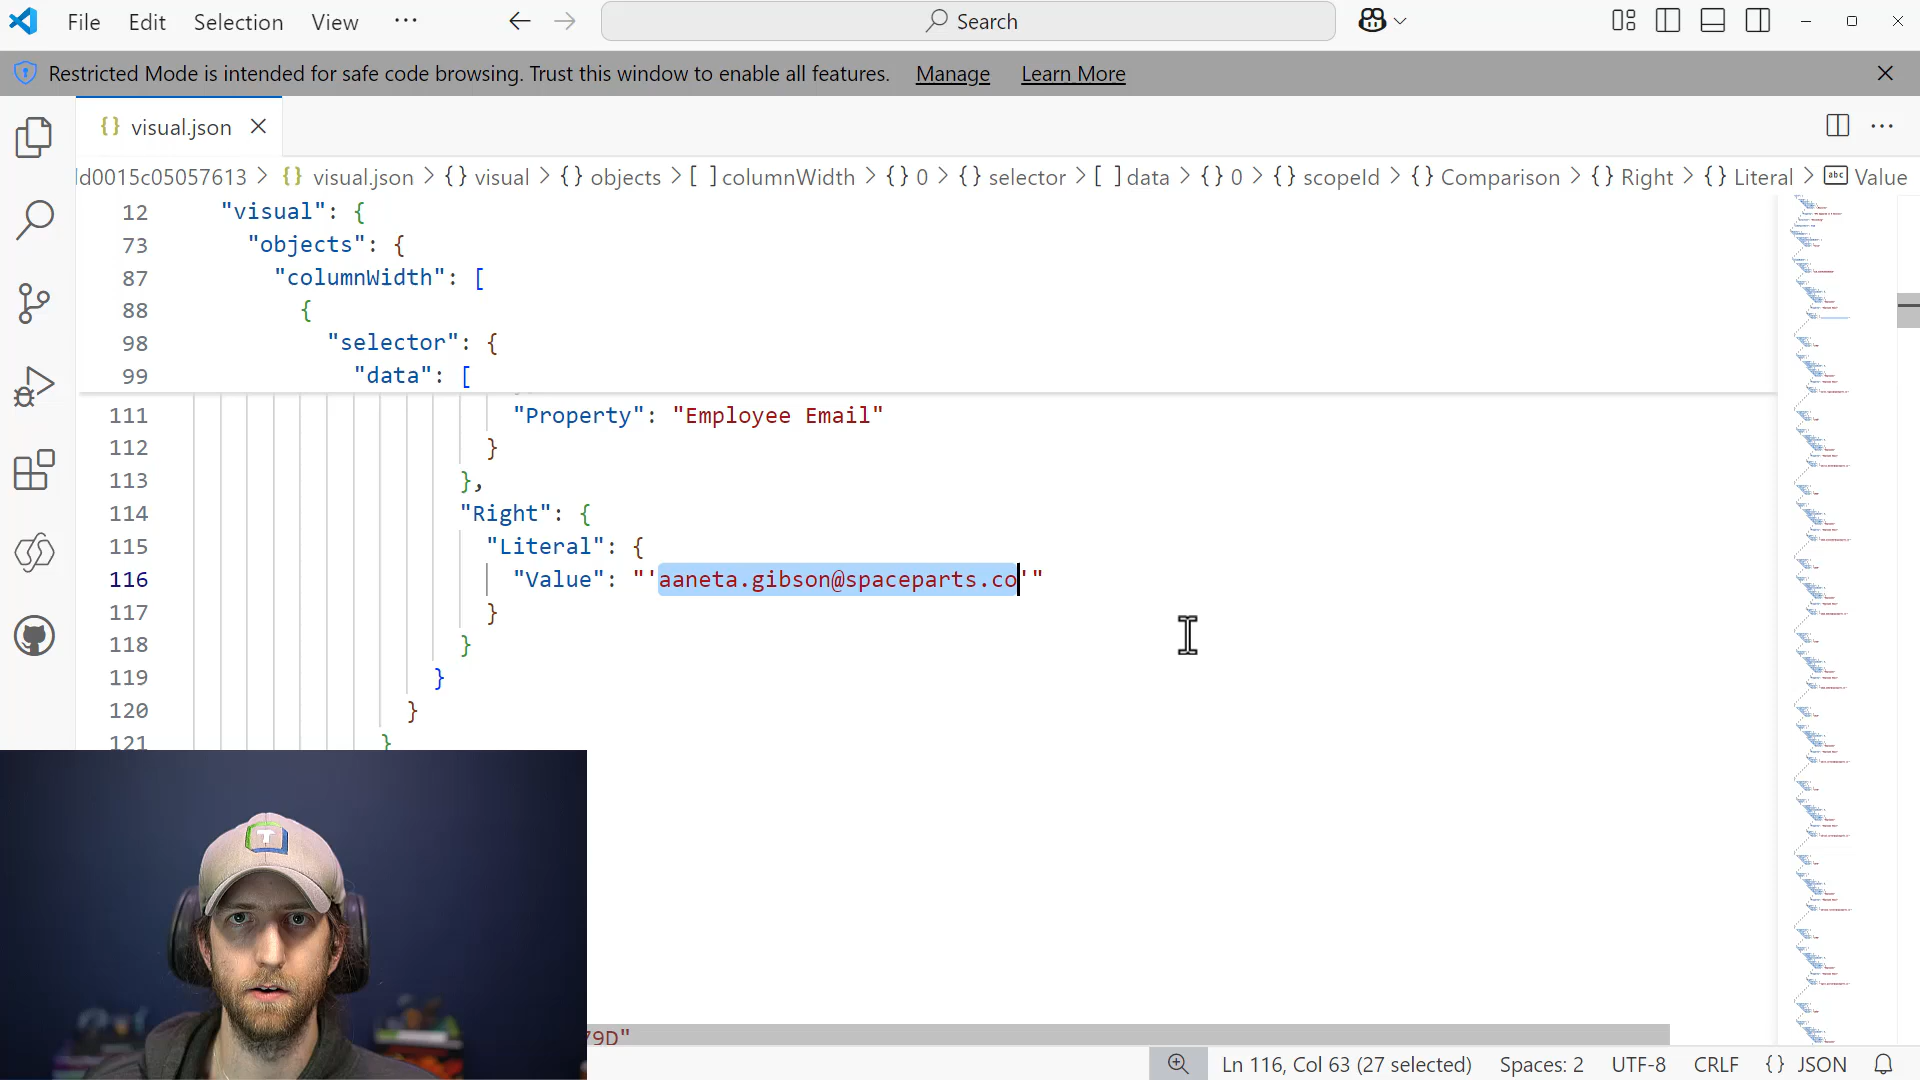 File Edit Selection View ··· Search
Restricted Mode is intended for safe code browsing. Trust this window to enable all features. Manage Learn More
{} visual.json
ld0015c05057613 > {} visual.json > {} visual > {} objects > [ ] columnWidth > {} 0 > {} selector > [ ] data > {} 0 > {} scopeId > {} Comparison > {} Right > {} Literal > abc Value
12 "visual": {
73 "objects": {
87 "columnWidth": [
88 {
98 "selector": {
99 "data": [
111 "Property": "Employee Email"
112 }
113 },
114 "Right": {
115 "Literal": {
116 "Value": "'aaneta.gibson@spaceparts.co'"
117 }
118 }
119 }
120 }
121 }
T
79D"
Ln 116, Col 63 (27 selected) Spaces: 2 UTF-8 CRLF {} JSON